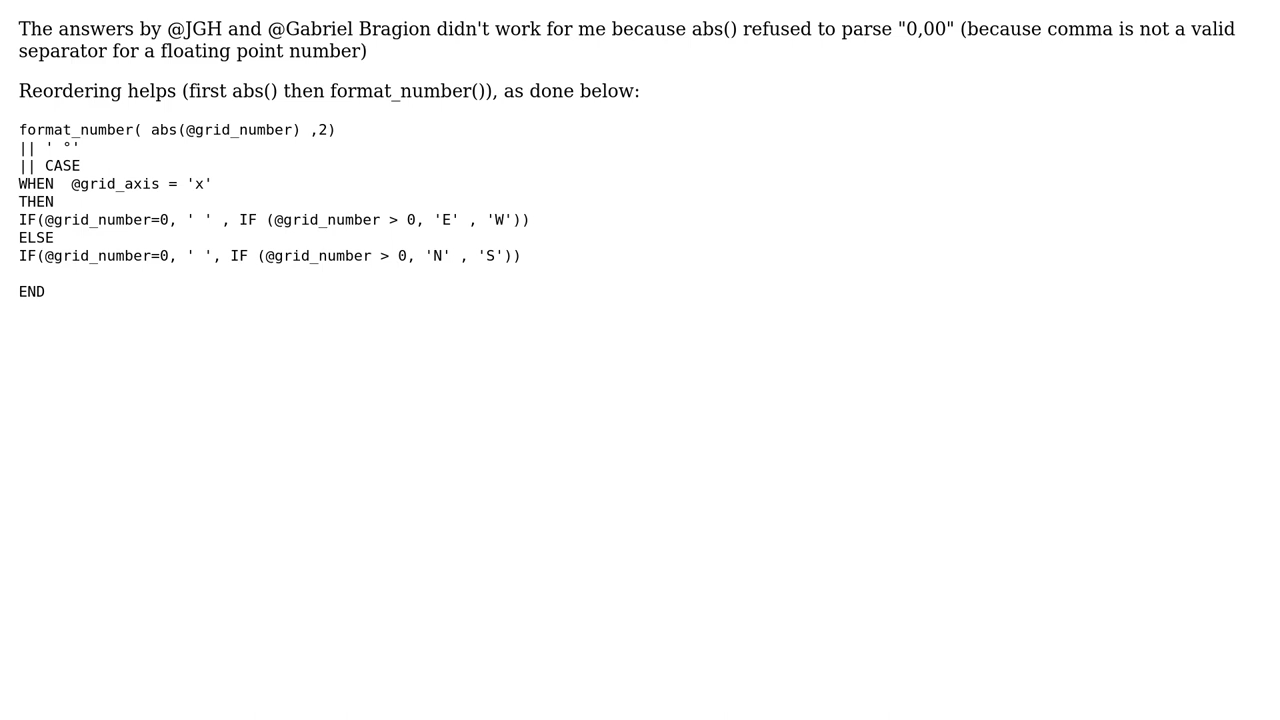 The answers by @JGH and @Gabriel Bragion didn't work for me because abs() refused to parse "0,00" (because comma is not a valid
separator for a floating point number)
Reordering helps (first abs() then format_number()), as done below:
format_number( abs(@grid_number) ,2)
|| ' °'
|| CASE
WHEN  @grid_axis = 'x'
THEN
IF(@grid_number=0, ' ' , IF (@grid_number > 0, 'E' , 'W'))
ELSE
IF(@grid_number=0, ' ', IF (@grid_number > 0, 'N' , 'S'))
END